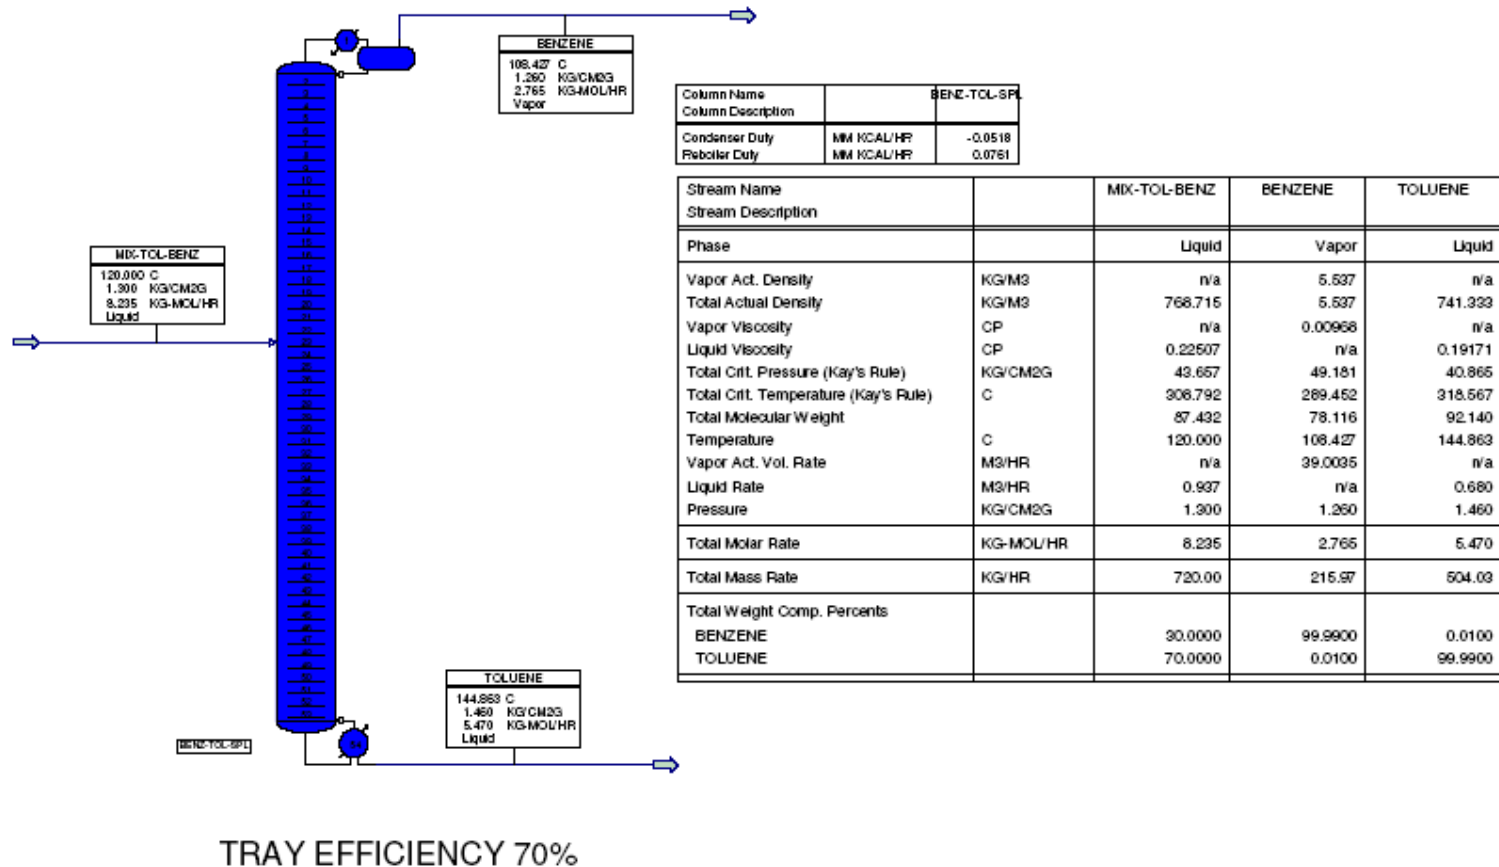 BENZENE
108.427 C
1.260 KG/CM2G
2.765 KG-MOL/HR
Vapor
MIX-TOL-BENZ
120.000 C
1.300 KG/CM2G
8.235 KG-MOL/HR
Liquid
TOLUENE
144.863 C
1.460 KG/CM2G
5.470 KG-MOL/HR
Liquid
BENZ-TOL-SPL
TRAY EFFICIENCY 70%
Column Name BENZ-TOL-SPL
Column Description
Condenser Duty MM KCAL/HR -0.0518
Reboiler Duty MM KCAL/HR 0.0761
Stream Name MIX-TOL-BENZ BENZENE TOLUENE
Stream Description
Phase Liquid Vapor Liquid
Vapor Act. Density KG/M3 n/a 5.537 n/a
Total Actual Density KG/M3 768.715 5.537 741.333
Vapor Viscosity CP n/a 0.00968 n/a
Liquid Viscosity CP 0.22507 n/a 0.19171
Total Crit. Pressure (Kay's Rule) KG/CM2G 43.657 49.181 40.865
Total Crit. Temperature (Kay's Rule) C 308.792 289.452 318.567
Total Molecular Weight 87.432 78.116 92.140
Temperature C 120.000 108.427 144.863
Vapor Act. Vol. Rate M3/HR n/a 39.0035 n/a
Liquid Rate M3/HR 0.937 n/a 0.680
Pressure KG/CM2G 1.300 1.260 1.460
Total Molar Rate KG-MOL/HR 8.235 2.765 5.470
Total Mass Rate KG/HR 720.00 215.97 504.03
Total Weight Comp. Percents
BENZENE 30.0000 99.9900 0.0100
TOLUENE 70.0000 0.0100 99.9900